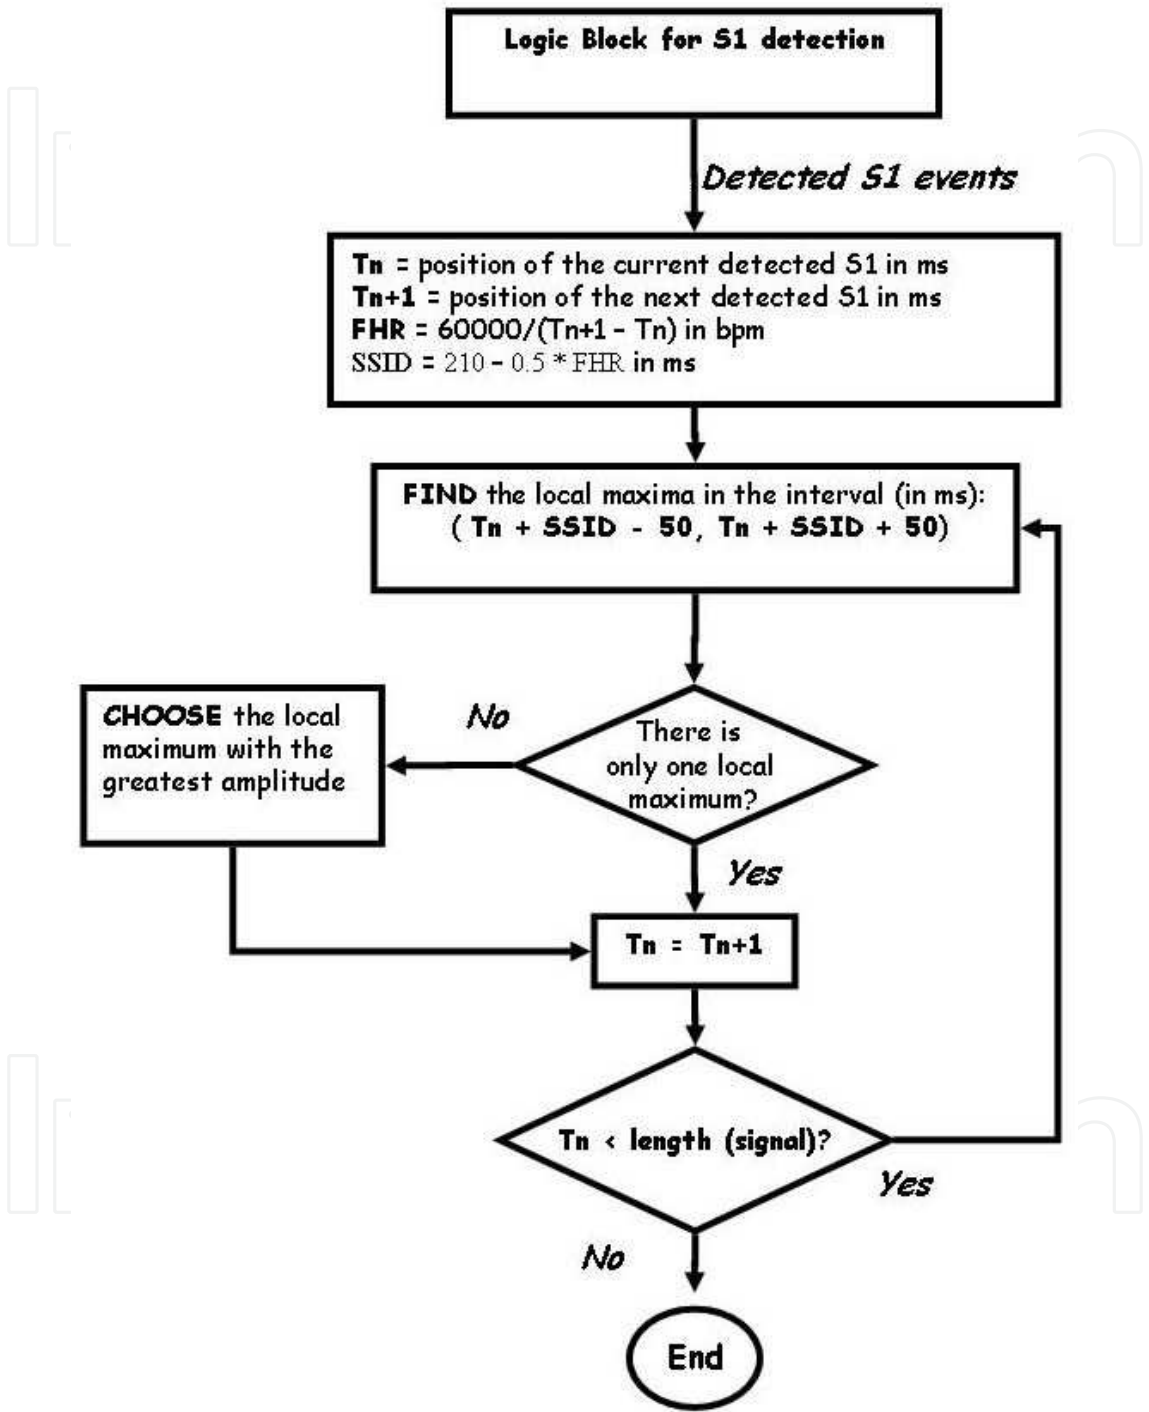 Logic Block for S1 detection
Detected S1 events
Tn = position of the current detected S1 in ms
Tn+1 = position of the next detected S1 in ms
FHR = 60000/(Tn+1 - Tn) in bpm
SSID = 210 – 0.5 * FHR in ms
FIND the local maxima in the interval (in ms):
( Tn + SSID - 50, Tn + SSID + 50)
No
CHOOSE the local
maximum with the
greatest amplitude
There is
only one local
maximum?
Yes
Tn = Tn+1
Tn < length (signal)?
Yes
No
End